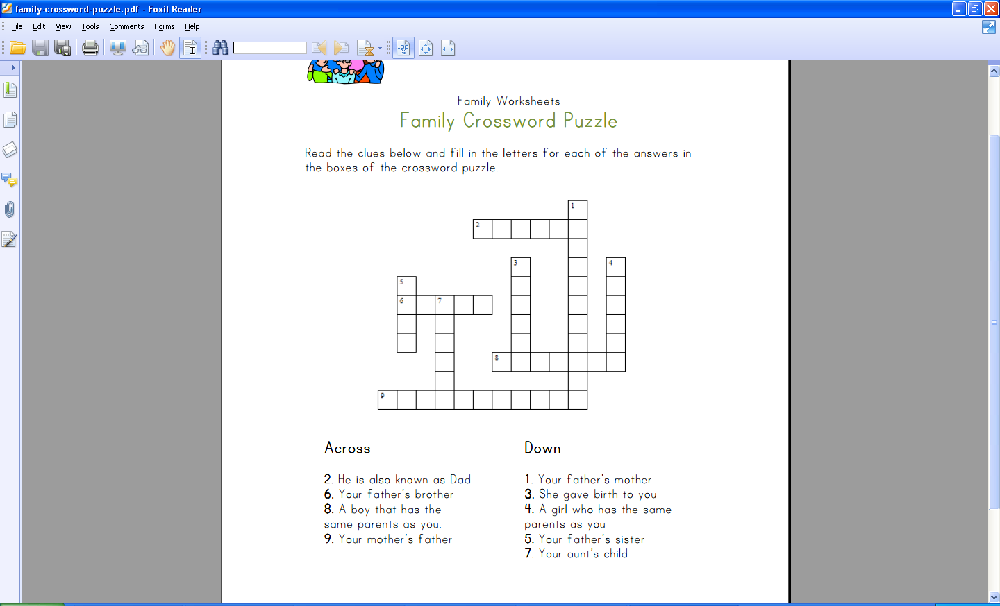 family-crossword-puzzle.pdf - Foxit Reader
File Edit View Tools Comments Forms Help
100 %
Family Worksheets
Family Crossword Puzzle
Read the clues below and fill in the letters for each of the answers in
the boxes of the crossword puzzle.
1
2
3
4
5
6
7
8
9
Across
2. He is also known as Dad
6. Your father's brother
8. A boy that has the
same parents as you.
9. Your mother's father
Down
1. Your father's mother
3. She gave birth to you
4. A girl who has the same
parents as you
5. Your father's sister
7. Your aunt's child